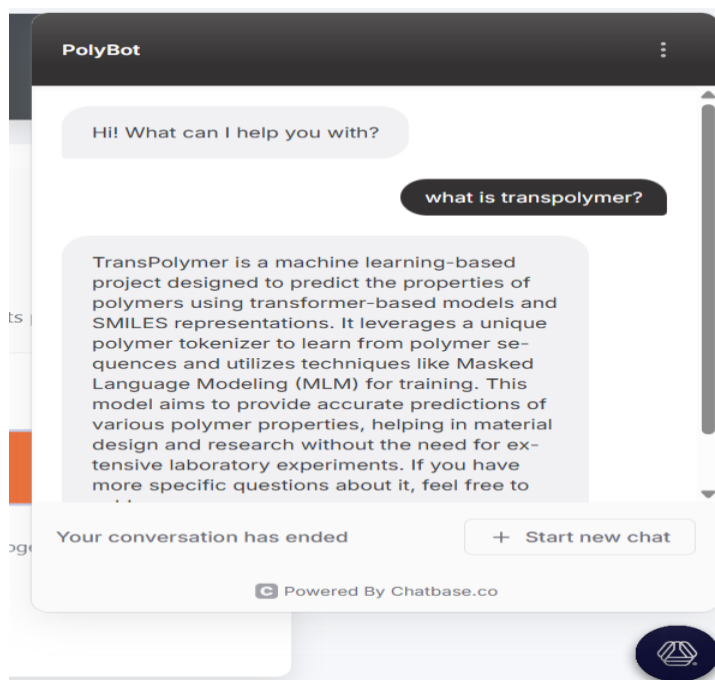 PolyBot
Hi! What can I help you with?
what is transpolymer?
TransPolymer is a machine learning-based
project designed to predict the properties of
polymers using transformer-based models and
SMILES representations. It leverages a unique
polymer tokenizer to learn from polymer se-
quences and utilizes techniques like Masked
Language Modeling (MLM) for training. This
model aims to provide accurate predictions of
various polymer properties, helping in material
design and research without the need for ex-
tensive laboratory experiments. If you have
more specific questions about it, feel free to
ts
Your conversation has ended
+ Start new chat
oge
C Powered By Chatbase.co